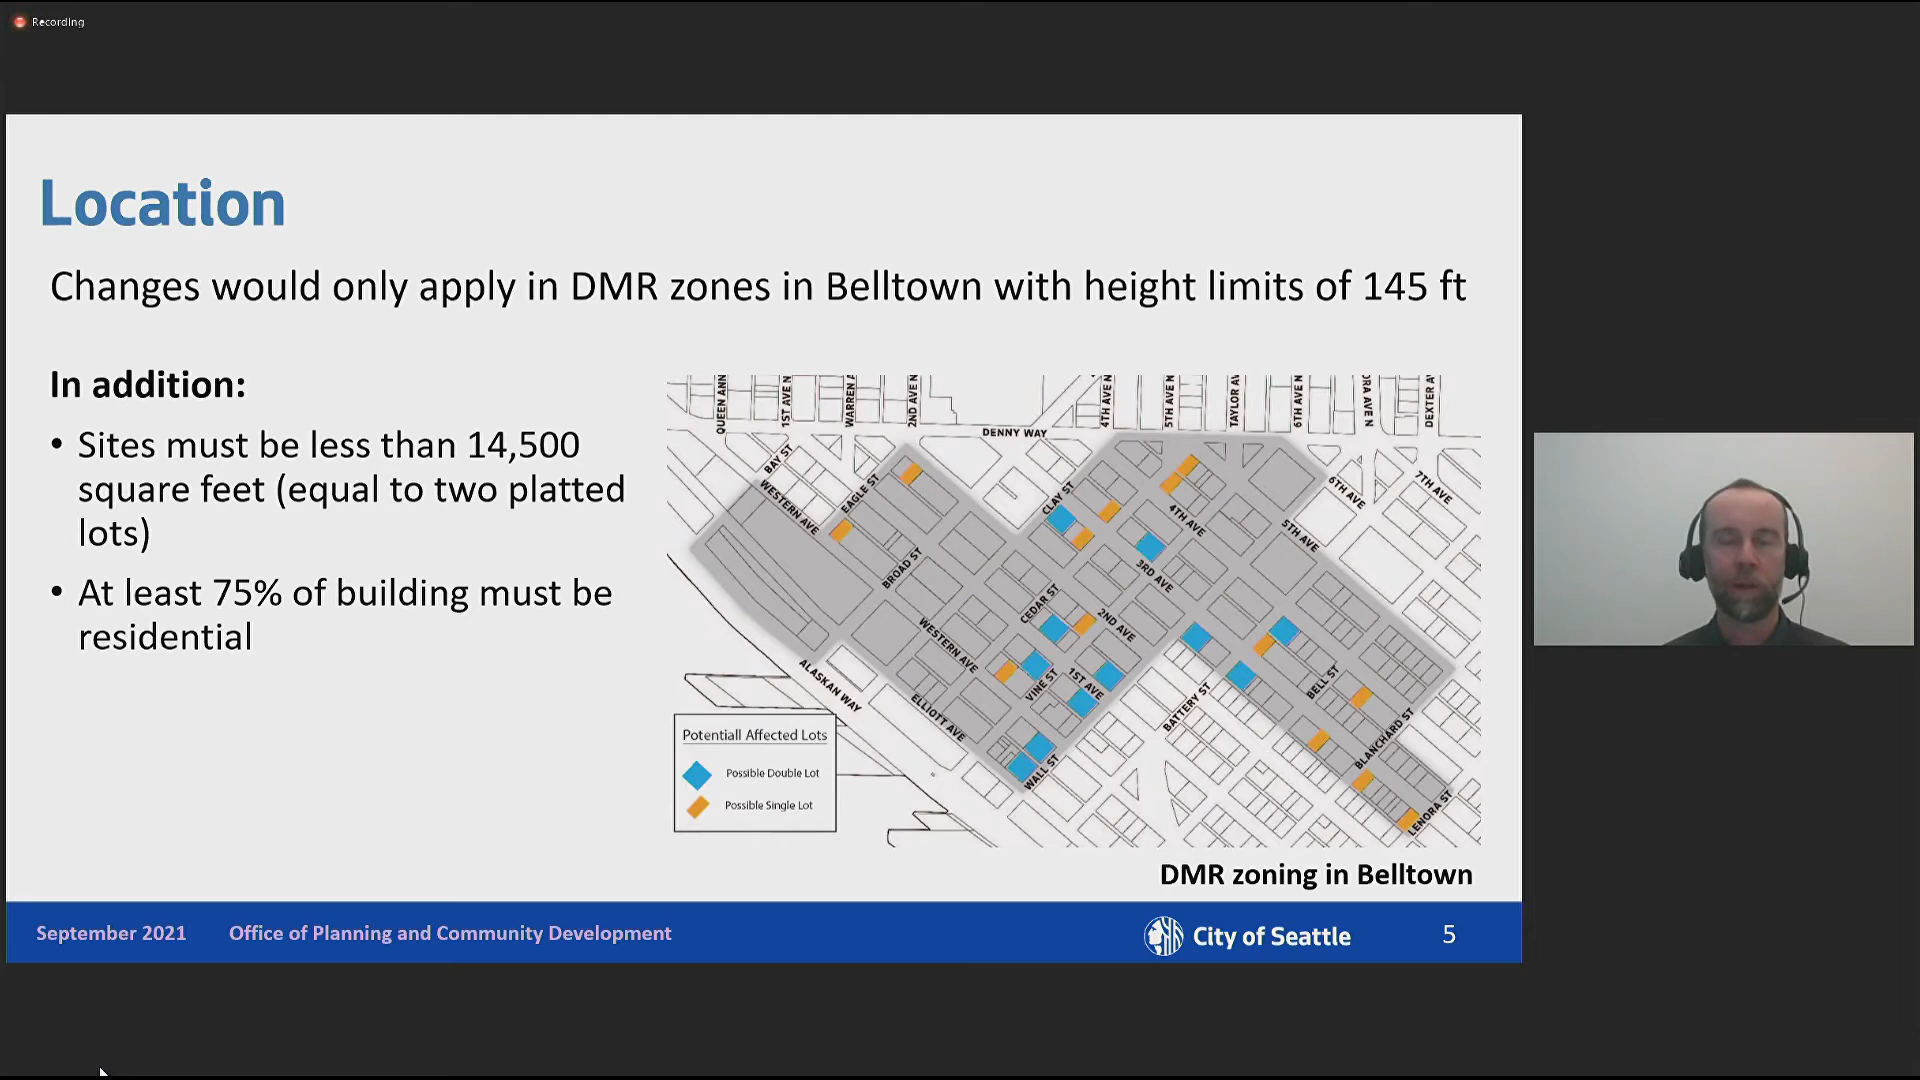 Recording
Location
Changes would only apply in DMR zones in Belltown with height limits of 145 ft
In addition:
• Sites must be less than 14,500
square feet (equal to two platted
lots)
• At least 75% of building must be
residential
QUEEN ANN
1ST AVE N
WARREN A
2ND AVE N
4TH AVE N
5TH AVE N
TAYLOR AV
6TH AVE N
ORA AVE N
DEXTER A
DENNY WAY
BAY ST
WESTERN AVE
EAGLE ST
BROAD ST
CLAY ST
4TH AVE
5TH AVE
6TH AVE
7TH AVE
3RD AVE
CEDAR ST
2ND AVE
WESTERN AVE
VINE ST
1ST AVE
ALASKAN WAY
ELLIOTT AVE
WALL ST
BATTERY ST
BELL ST
BLANCHARD ST
LENORA ST
Potentiall Affected Lots
Possible Double Lot
Possible Single Lot
DMR zoning in Belltown
September 2021 Office of Planning and Community Development
City of Seattle
5